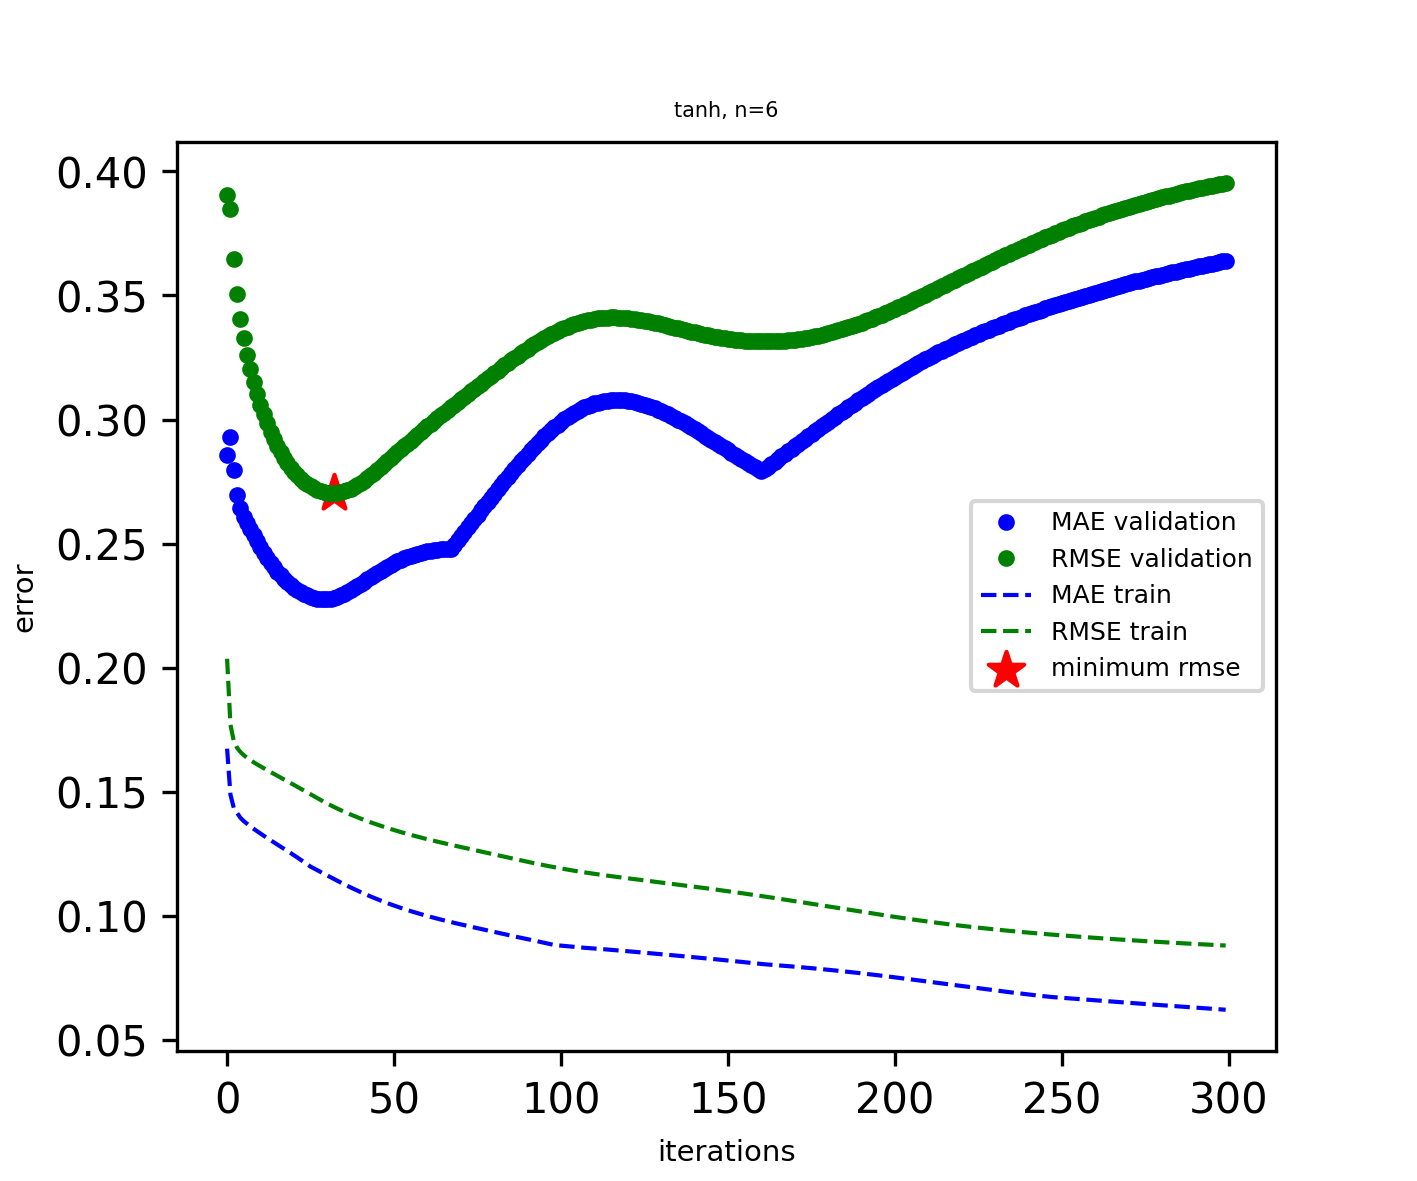 tanh, n=6
0.40
0.35
0.30
0.25
0.20
0.15
0.10
0.05
error
MAE validation
RMSE validation
MAE train
RMSE train
minimum rmse
0 50 100 150 200 250 300
iterations